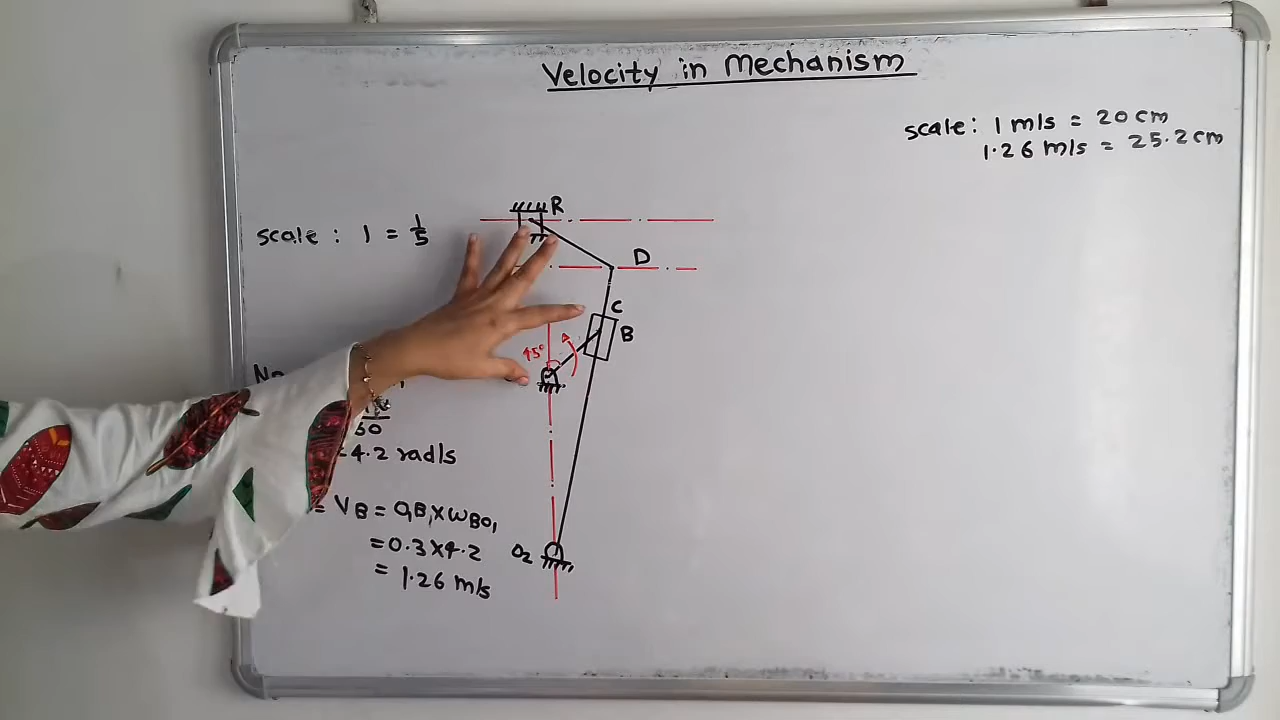 Velocity in Mechanism
scale: 1 m/s = 20 cm
1.26 m/s = 25.2 cm
R
scale : 1 = 1/5
D
C
B
45°
60
= 4.2 rad/s
= VB = O1B × ωBO1
= 0.3 × 4.2
O2
= 1.26 m/s